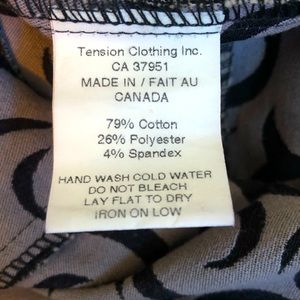 Tension Clothing Inc.
CA 37951
MADE IN / FAIT AU
CANADA
79% Cotton
26% Polyester
4% Spandex
HAND WASH COLD WATER
DO NOT BLEACH
LAY FLAT TO DRY
IRON ON LOW